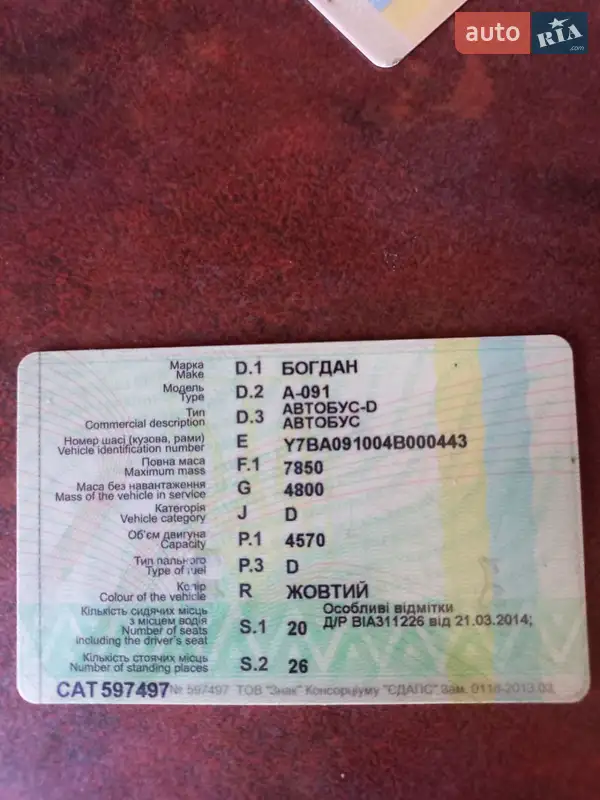 auto RIA .com
Марка D.1 БОГДАН
Make
Модель D.2 А-091
Type
Тип D.3 АВТОБУС-D
Commercial description АВТОБУС
Номер шасі (кузова, рами) E Y7BA091004B000443
Vehicle identification number
Повна маса F.1 7850
Maximum mass
Маса без навантаження G 4800
Mass of the vehicle in service
Категорія J D
Vehicle category
Об'єм двигуна P.1 4570
Capacity
Тип пального P.3 D
Type of fuel
Колір R ЖОВТИЙ
Colour of the vehicle
Кількість сидячих місць Особливі відмітки
з місцем водія S.1 20 Д/Р ВІА311226 від 21.03.2014;
Number of seats
including the driver's seat
Кількість стоячих місць S.2 26
Number of standing places
САТ 597497 № 597497 ТОВ "Знак" Консорціуму "ЄДАПС" Зам. 0118-2013 03